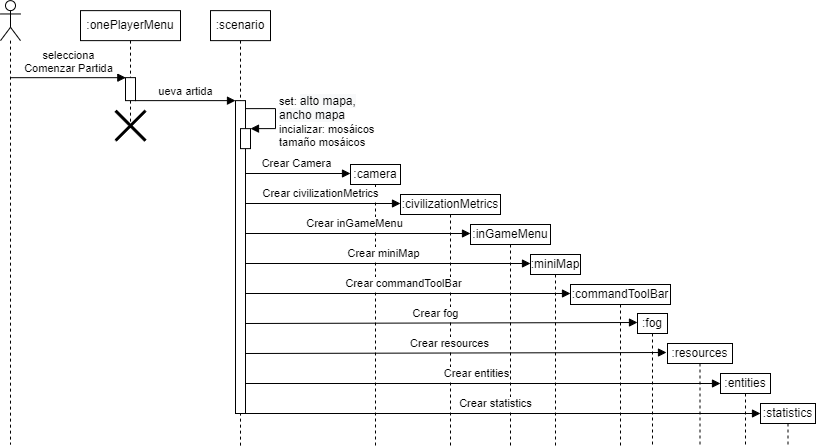 :onePlayerMenu
:scenario
selecciona
Comenzar Partida
ueva artida
set: alto mapa,
ancho mapa
incializar: mosáicos
tamaño mosáicos
Crear Camera
:camera
Crear civilizationMetrics
:civilizationMetrics
Crear inGameMenu
:inGameMenu
Crear miniMap
:miniMap
Crear commandToolBar
:commandToolBar
Crear fog
:fog
Crear resources
:resources
Crear entities
:entities
Crear statistics
:statistics